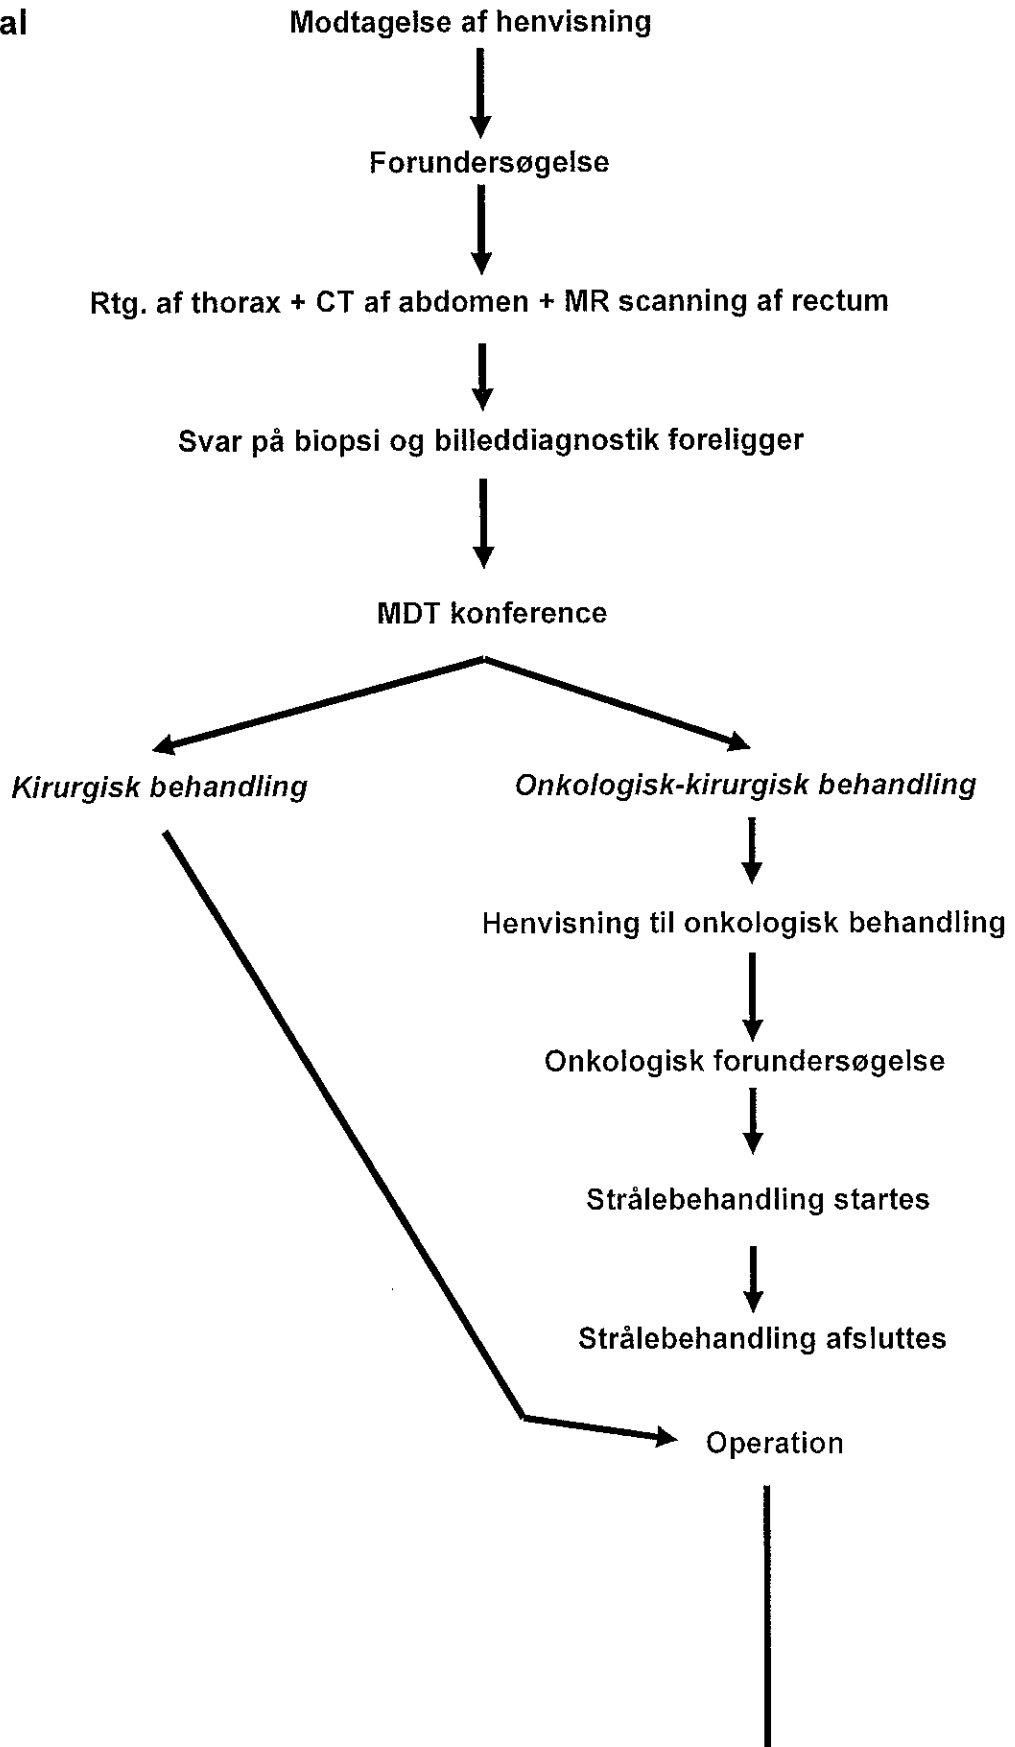 al
Modtagelse af henvisning
Forundersøgelse
Rtg. af thorax + CT af abdomen + MR scanning af rectum
Svar på biopsi og billeddiagnostik foreligger
MDT konference
Kirurgisk behandling
Onkologisk-kirurgisk behandling
Henvisning til onkologisk behandling
Onkologisk forundersøgelse
Strålebehandling startes
Strålebehandling afsluttes
Operation